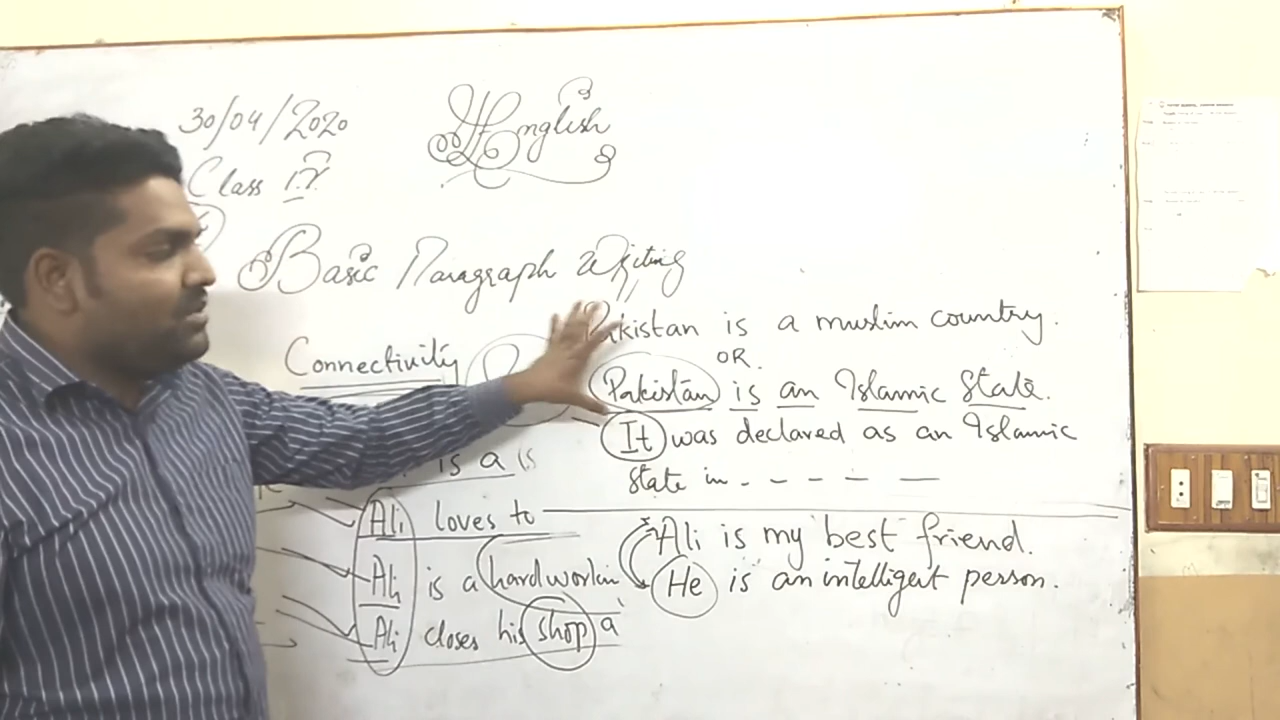 30/04/2020
English
Class IX
Basic Paragraph Writing
Connectivity
Pakistan is a muslim country.
OR.
Pakistan is an Islamic State.
It was declared as an Islamic
State in - - - - -
is a is
Ali loves to
Ali is a hardworkin
Ali closes his shop a
Ali is my best friend.
He is an intelligent person.